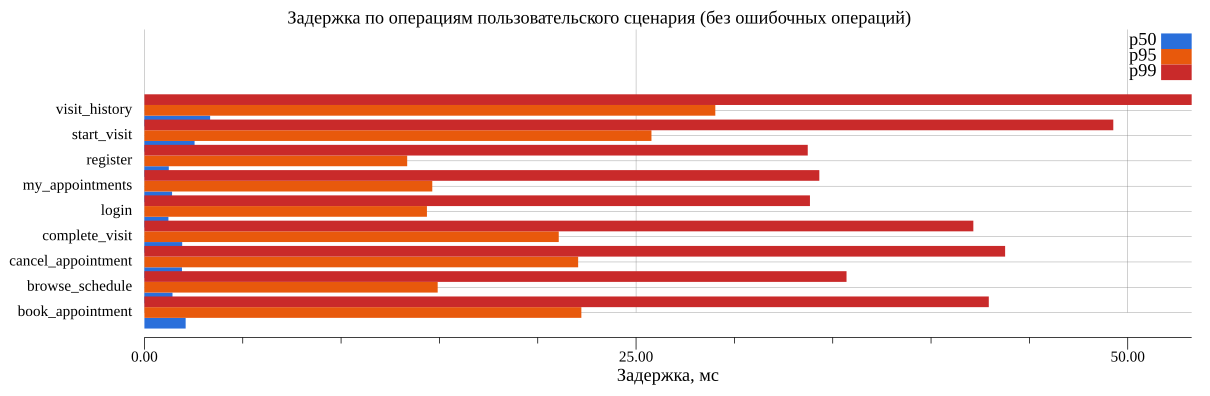 Задержка по операциям пользовательского сценария (без ошибочных операций)
p50
p95
p99
visit_history
start_visit
register
my_appointments
login
complete_visit
cancel_appointment
browse_schedule
book_appointment
0.00 25.00 50.00
Задержка, мс